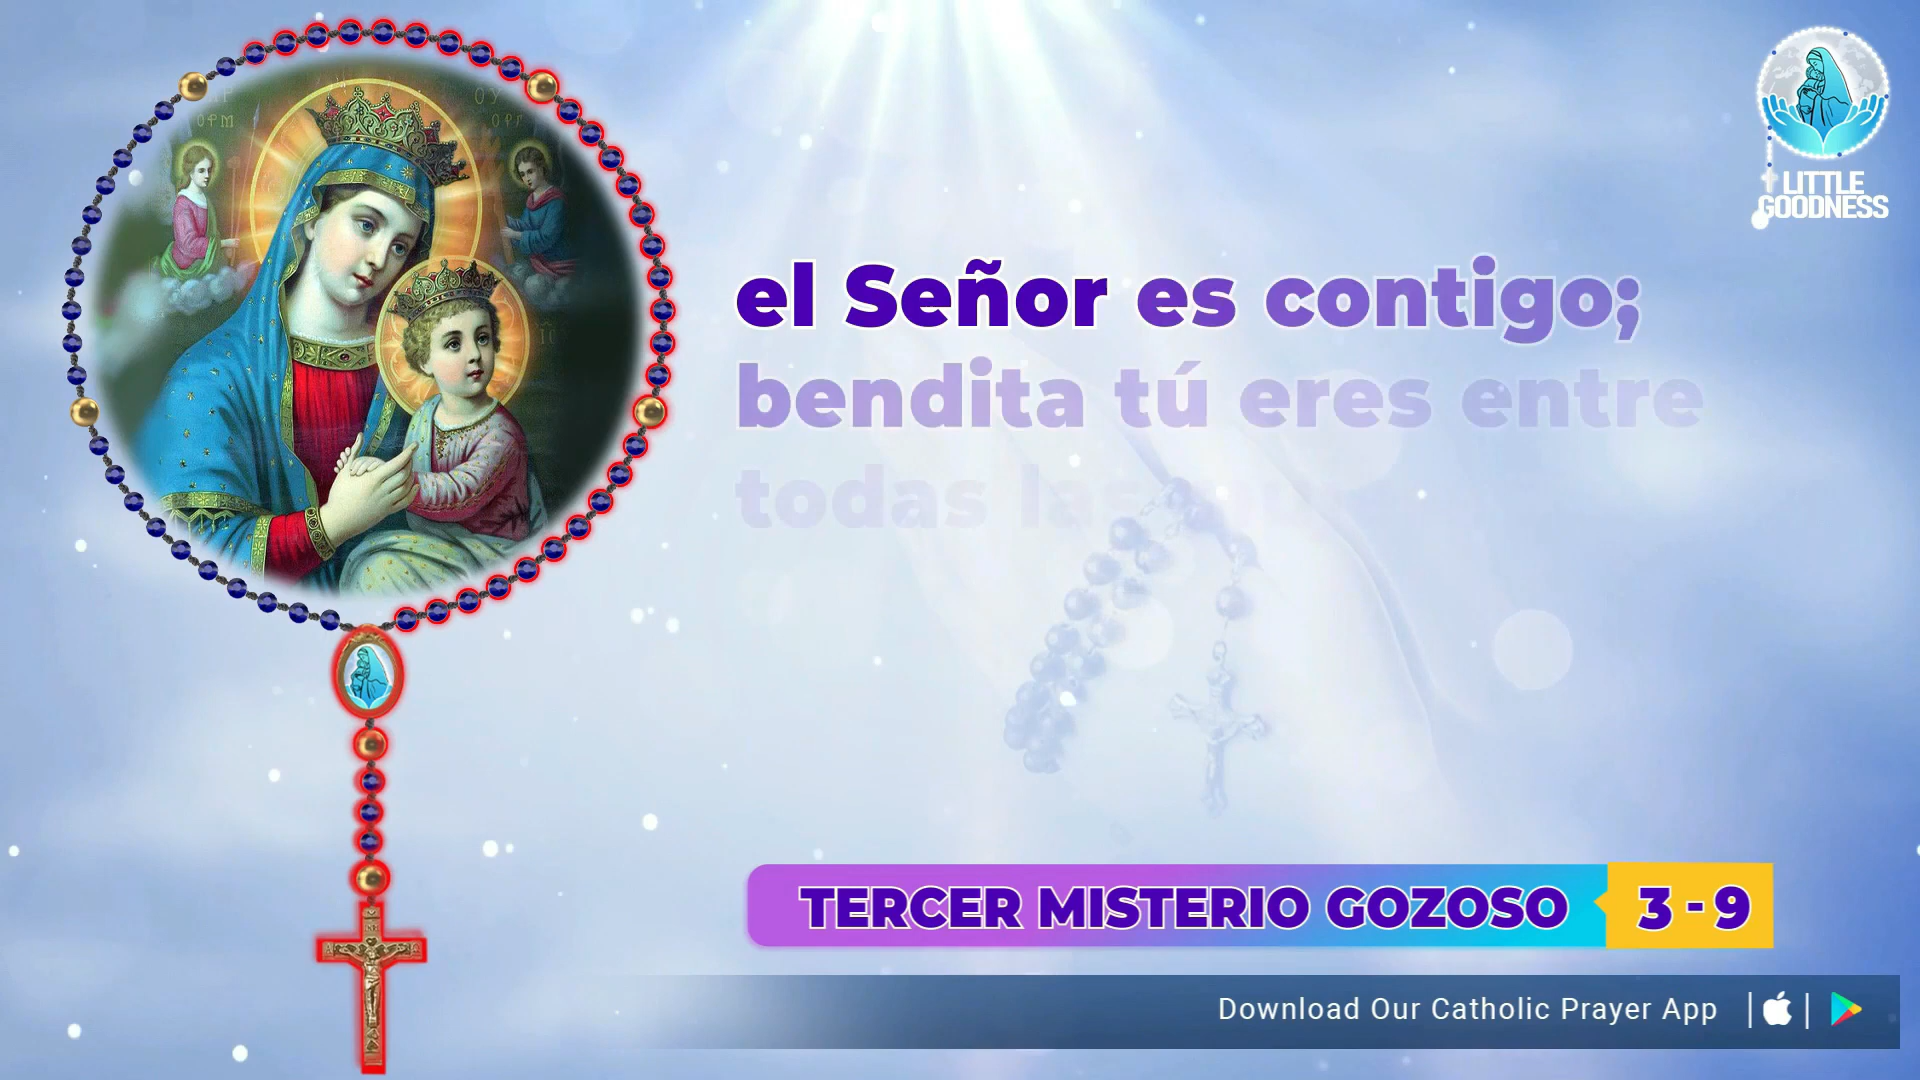 LITTLE
GOODNESS
el Señor es contigo;
bendita tú eres entre
todas las
TERCER MISTERIO GOZOSO 3 - 9
Download Our Catholic Prayer App